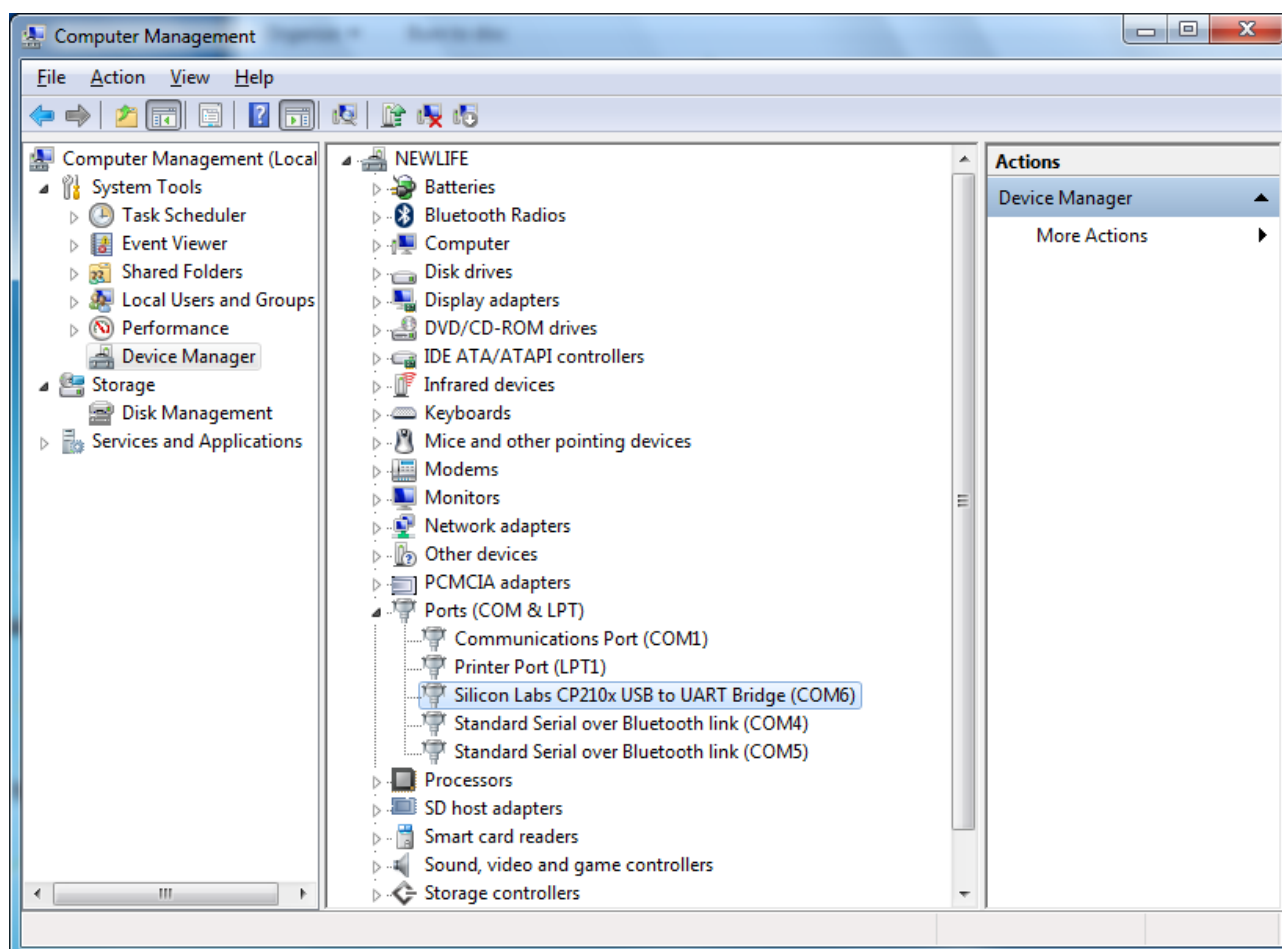 Computer Management
File Action View Help
Computer Management (Local
System Tools
Task Scheduler
Event Viewer
Shared Folders
Local Users and Groups
Performance
Device Manager
Storage
Disk Management
Services and Applications
NEWLIFE
Batteries
Bluetooth Radios
Computer
Disk drives
Display adapters
DVD/CD-ROM drives
IDE ATA/ATAPI controllers
Infrared devices
Keyboards
Mice and other pointing devices
Modems
Monitors
Network adapters
Other devices
PCMCIA adapters
Ports (COM & LPT)
Communications Port (COM1)
Printer Port (LPT1)
Silicon Labs CP210x USB to UART Bridge (COM6)
Standard Serial over Bluetooth link (COM4)
Standard Serial over Bluetooth link (COM5)
Processors
SD host adapters
Smart card readers
Sound, video and game controllers
Storage controllers
Actions
Device Manager
More Actions